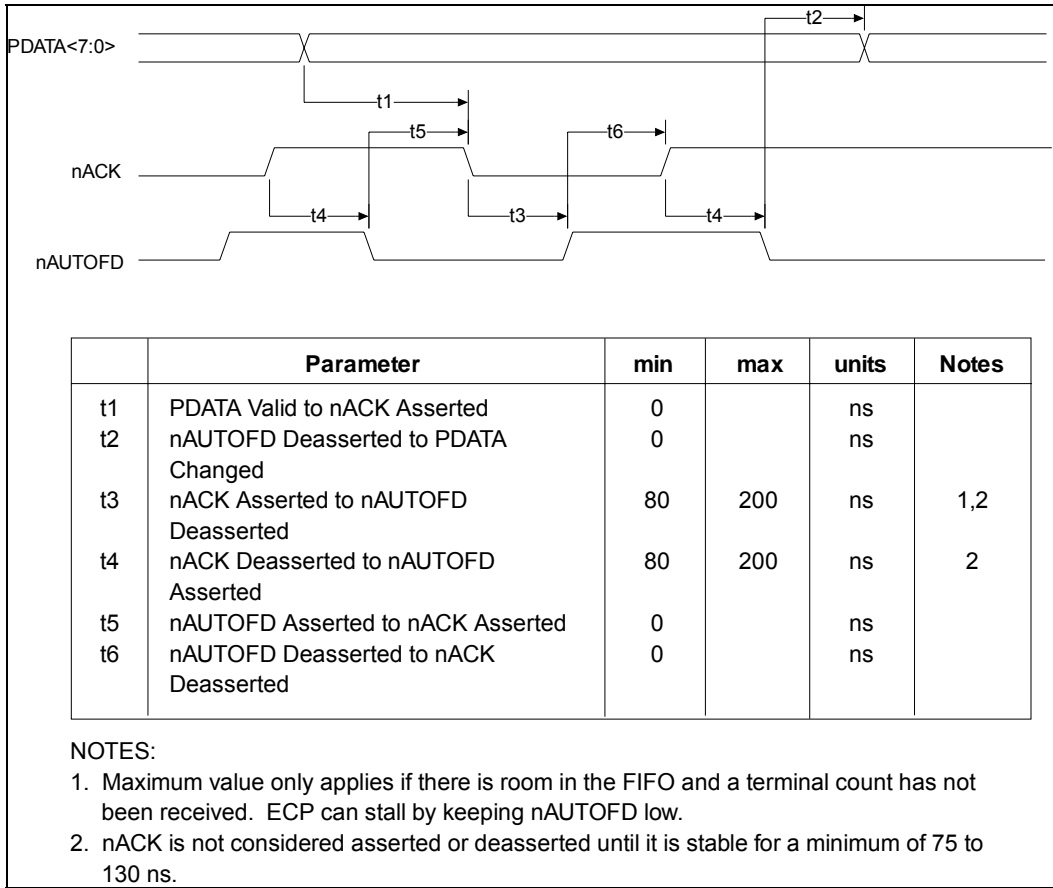 t2
PDATA<7:0>
t1
t5
t6
nACK
t4
t3
t4
nAUTOFD
Parameter min max units Notes
t1 PDATA Valid to nACK Asserted 0 ns
t2 nAUTOFD Deasserted to PDATA 0 ns
Changed
t3 nACK Asserted to nAUTOFD 80 200 ns 1,2
Deasserted
t4 nACK Deasserted to nAUTOFD 80 200 ns 2
Asserted
t5 nAUTOFD Asserted to nACK Asserted 0 ns
t6 nAUTOFD Deasserted to nACK 0 ns
Deasserted
NOTES:
1. Maximum value only applies if there is room in the FIFO and a terminal count has not
been received. ECP can stall by keeping nAUTOFD low.
2. nACK is not considered asserted or deasserted until it is stable for a minimum of 75 to
130 ns.